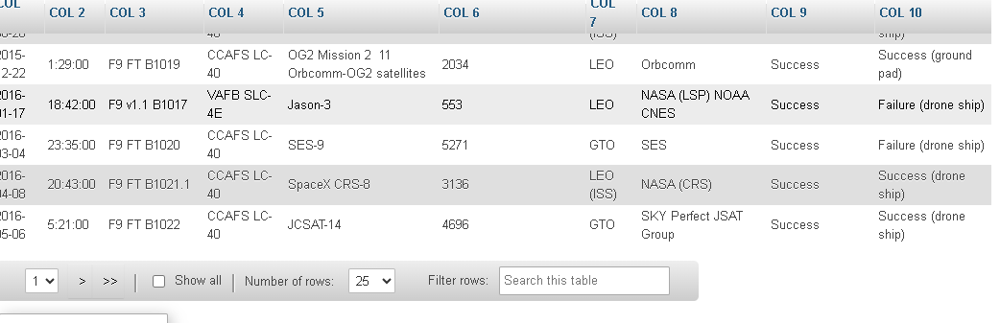 COL COL 2 COL 3 COL 4 COL 5 COL 6 COL 7 COL 8 COL 9 COL 10
40 (ISS) ship)
2015-12-22 1:29:00 F9 FT B1019 CCAFS LC-40 OG2 Mission 2 11 Orbcomm-OG2 satellites 2034 LEO Orbcomm Success Success (ground pad)
2016-01-17 18:42:00 F9 v1.1 B1017 VAFB SLC-4E Jason-3 553 LEO NASA (LSP) NOAA CNES Success Failure (drone ship)
2016-03-04 23:35:00 F9 FT B1020 CCAFS LC-40 SES-9 5271 GTO SES Success Failure (drone ship)
2016-04-08 20:43:00 F9 FT B1021.1 CCAFS LC-40 SpaceX CRS-8 3136 LEO (ISS) NASA (CRS) Success Success (drone ship)
2016-05-06 5:21:00 F9 FT B1022 CCAFS LC-40 JCSAT-14 4696 GTO SKY Perfect JSAT Group Success Success (drone ship)
1 > >> | Show all | Number of rows: 25 Filter rows: Search this table